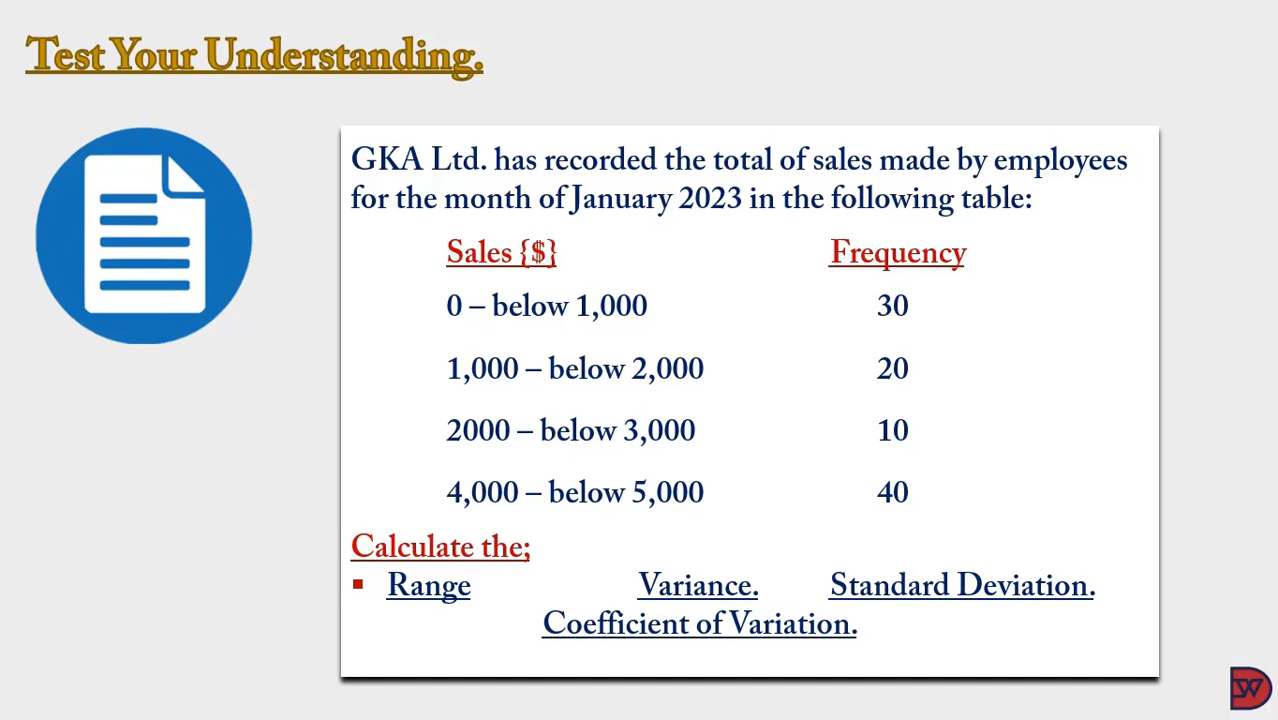 Test Your Understanding.
GKA Ltd. has recorded the total of sales made by employees
for the month of January 2023 in the following table:
Sales {$} Frequency
0 – below 1,000 30
1,000 – below 2,000 20
2000 – below 3,000 10
4,000 – below 5,000 40
Calculate the;
▪ Range Variance. Standard Deviation.
Coefficient of Variation.
DW